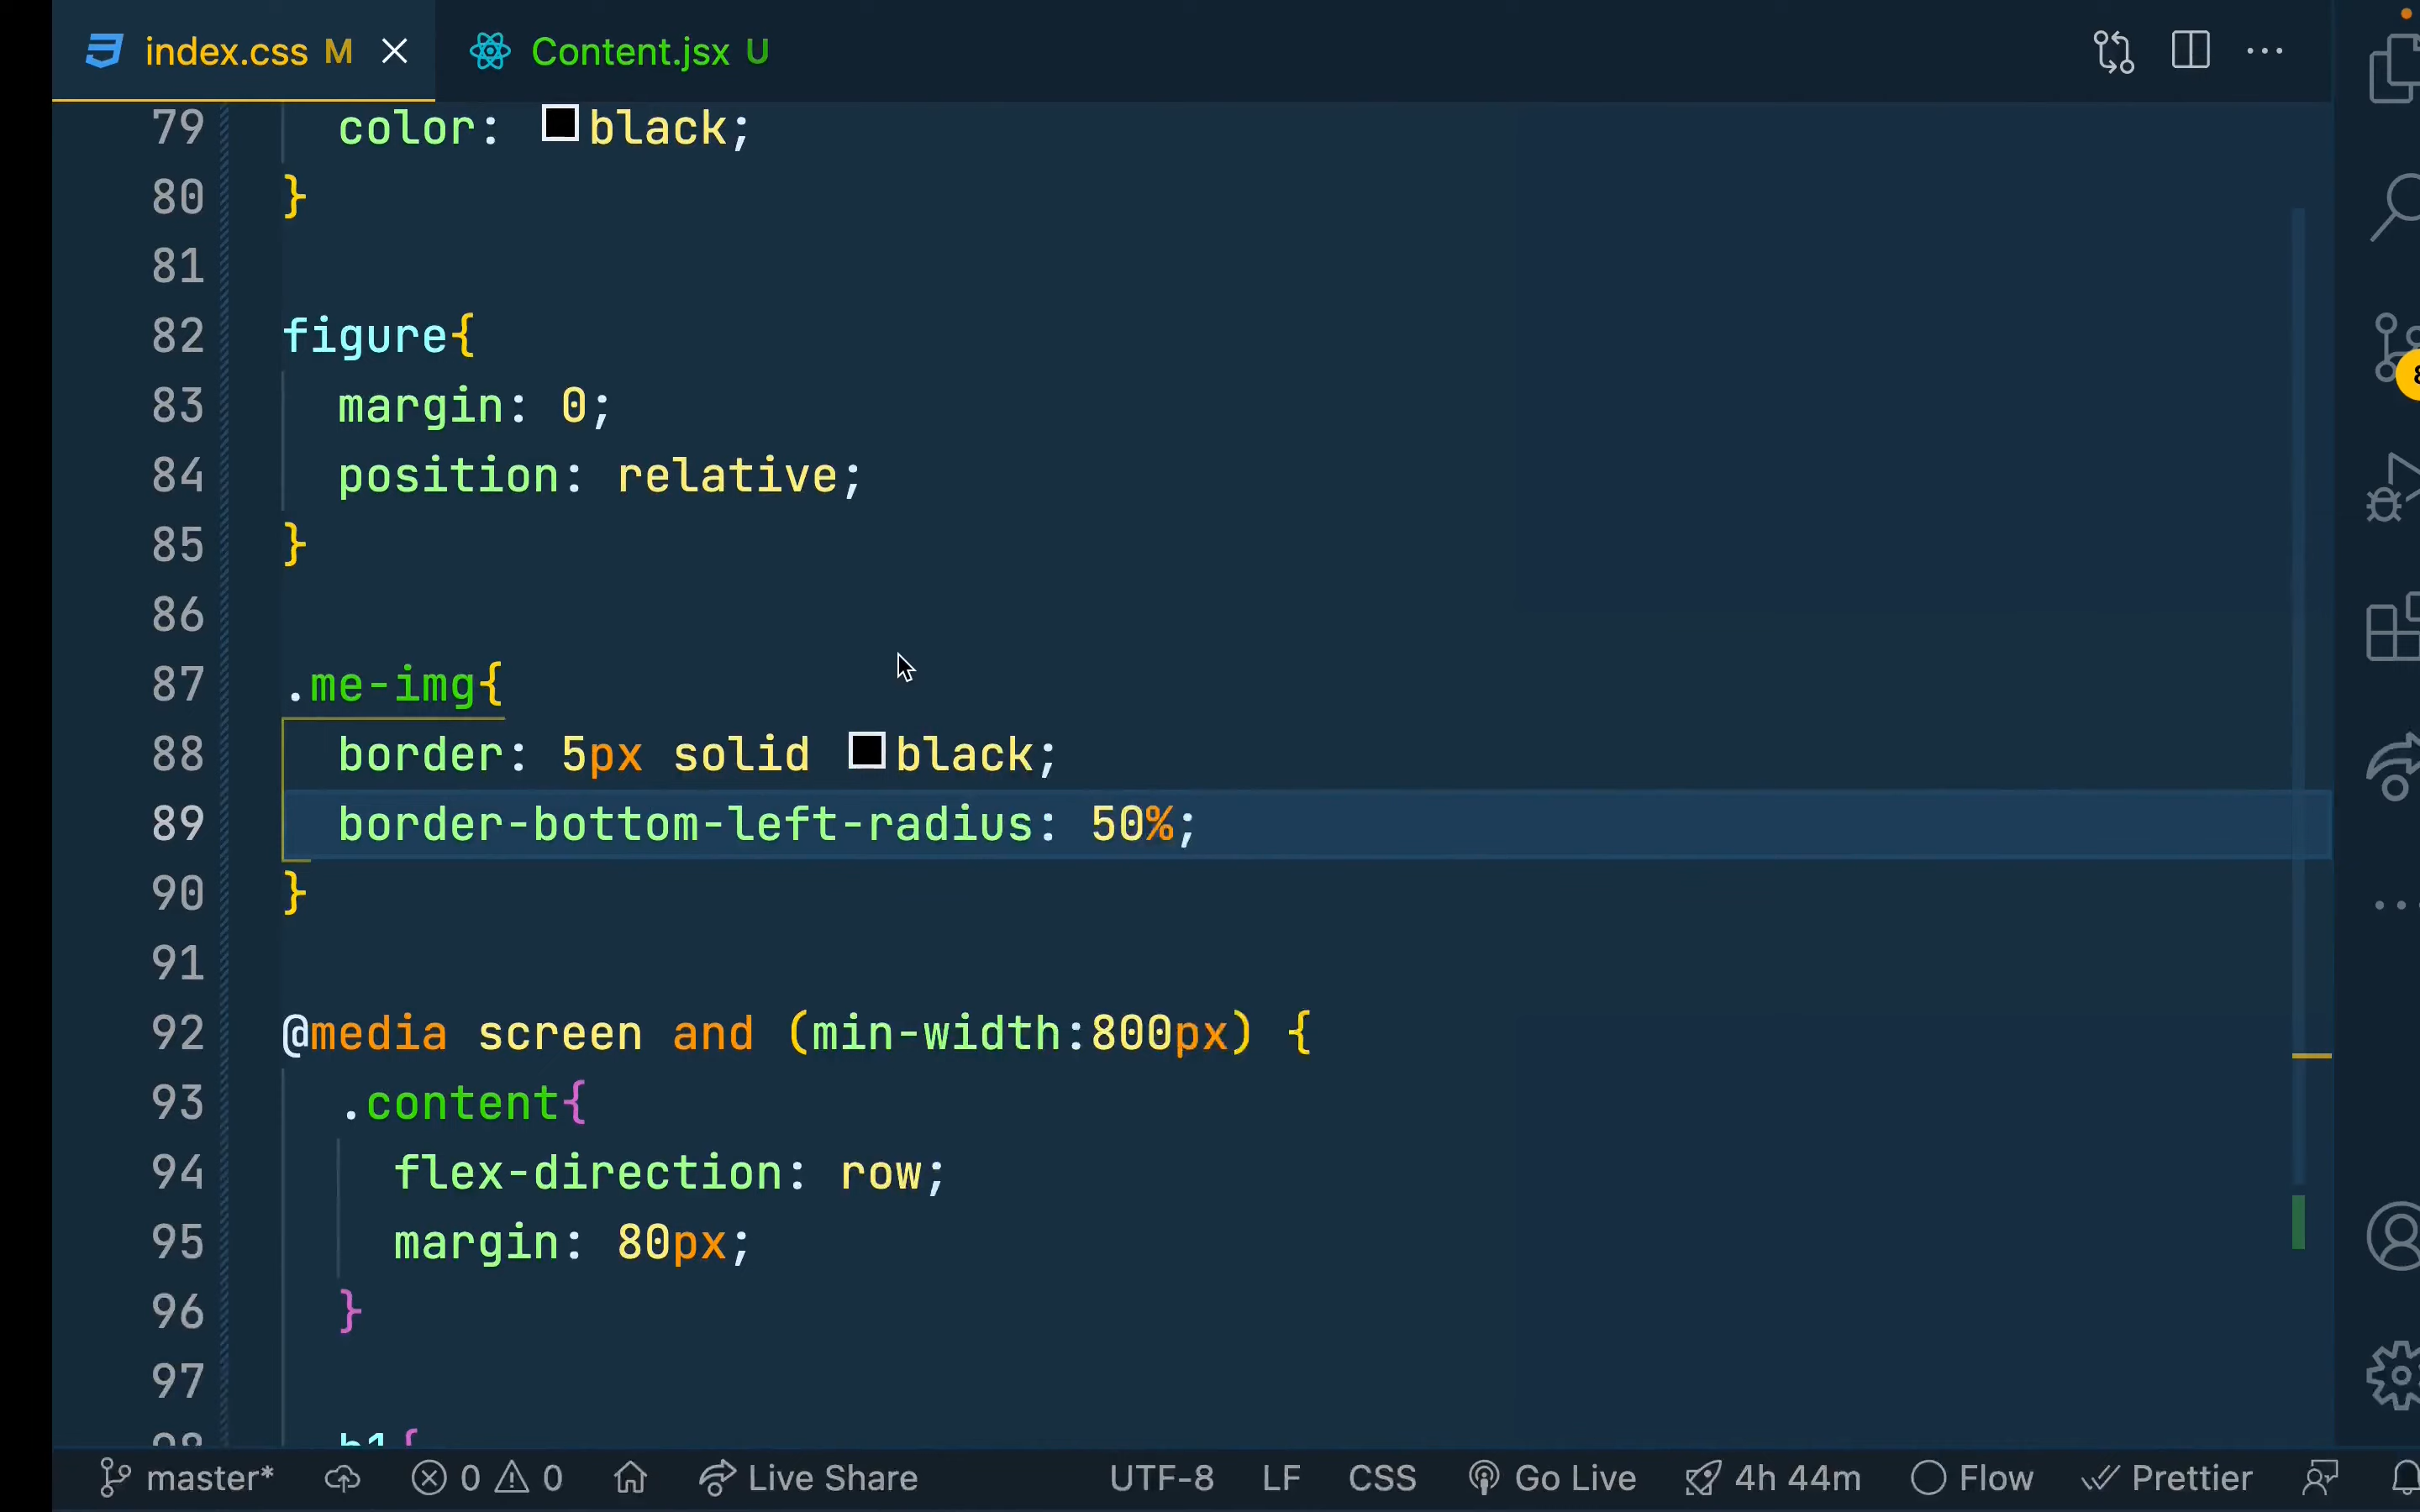 index.css M
Content.jsx U
79 color: black;
80 }
81
82 figure{
83 margin: 0;
84 position: relative;
85 }
86
87 .me-img{
88 border: 5px solid black;
89 border-bottom-left-radius: 50%;
90 }
91
92 @media screen and (min-width:800px) {
93 .content{
94 flex-direction: row;
95 margin: 80px;
96 }
97
98 h1{
master* 0 0 Live Share UTF-8 LF CSS Go Live 4h 44m Flow Prettier